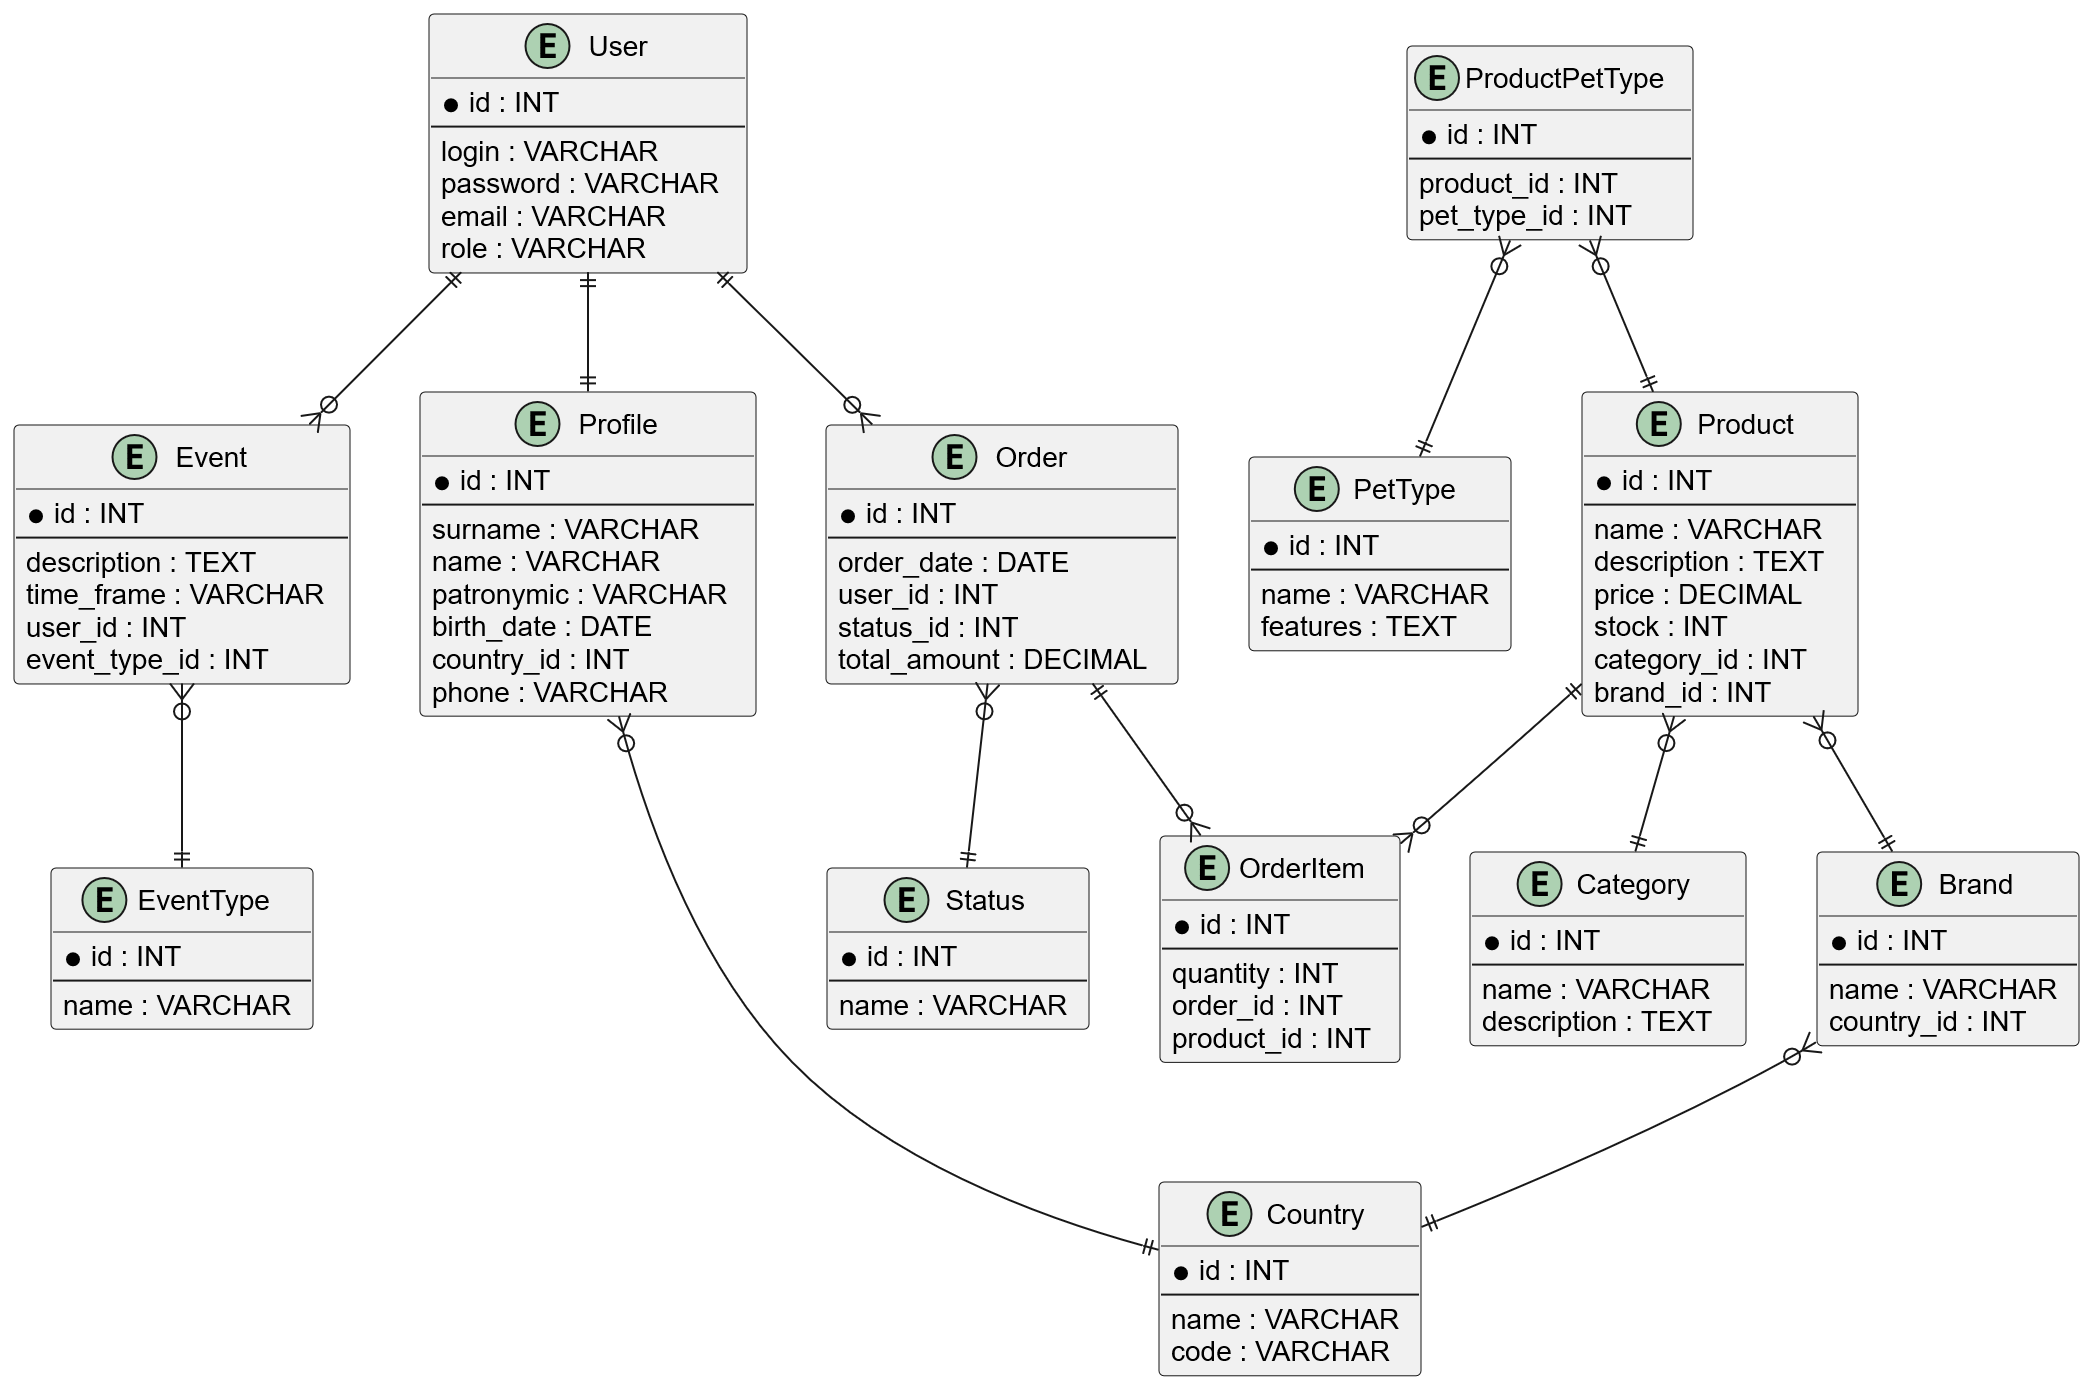 E User
id : INT
login : VARCHAR
password : VARCHAR
email : VARCHAR
role : VARCHAR
E ProductPetType
id : INT
product_id : INT
pet_type_id : INT
E Event
id : INT
description : TEXT
time_frame : VARCHAR
user_id : INT
event_type_id : INT
E Profile
id : INT
surname : VARCHAR
name : VARCHAR
patronymic : VARCHAR
birth_date : DATE
country_id : INT
phone : VARCHAR
E Order
id : INT
order_date : DATE
user_id : INT
status_id : INT
total_amount : DECIMAL
E PetType
id : INT
name : VARCHAR
features : TEXT
E Product
id : INT
name : VARCHAR
description : TEXT
price : DECIMAL
stock : INT
category_id : INT
brand_id : INT
E EventType
id : INT
name : VARCHAR
E Status
id : INT
name : VARCHAR
E OrderItem
id : INT
quantity : INT
order_id : INT
product_id : INT
E Category
id : INT
name : VARCHAR
description : TEXT
E Brand
id : INT
name : VARCHAR
country_id : INT
E Country
id : INT
name : VARCHAR
code : VARCHAR